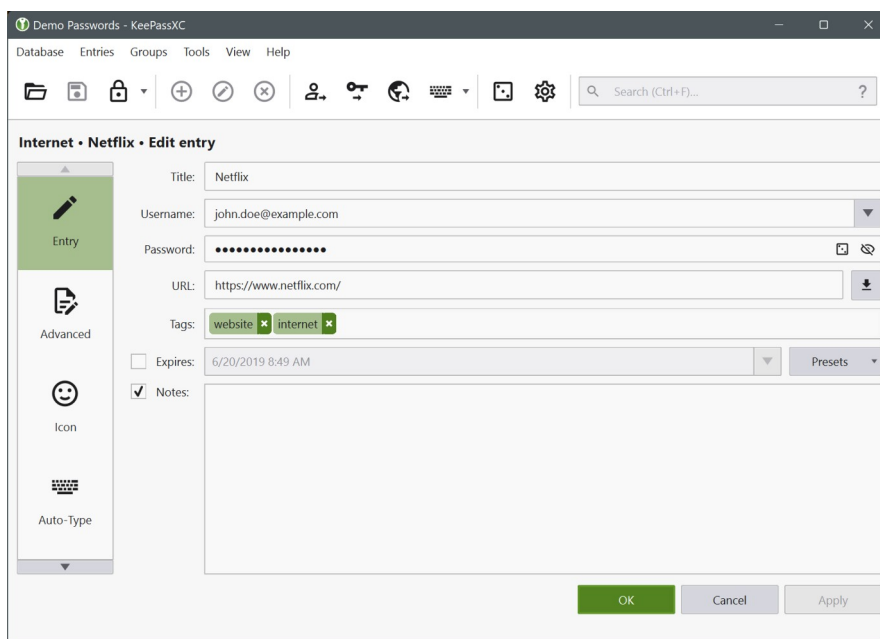 Demo Passwords - KeePassXC
Database Entries Groups Tools View Help
Search (Ctrl+F)... ?
Internet • Netflix • Edit entry
Title: Netflix
Username: john.doe@example.com
Entry
Password: ••••••••••••••••
URL: https://www.netflix.com/
Advanced
Tags: website × internet ×
Expires: 6/20/2019 8:49 AM Presets
Notes:
Icon
Auto-Type
OK Cancel Apply